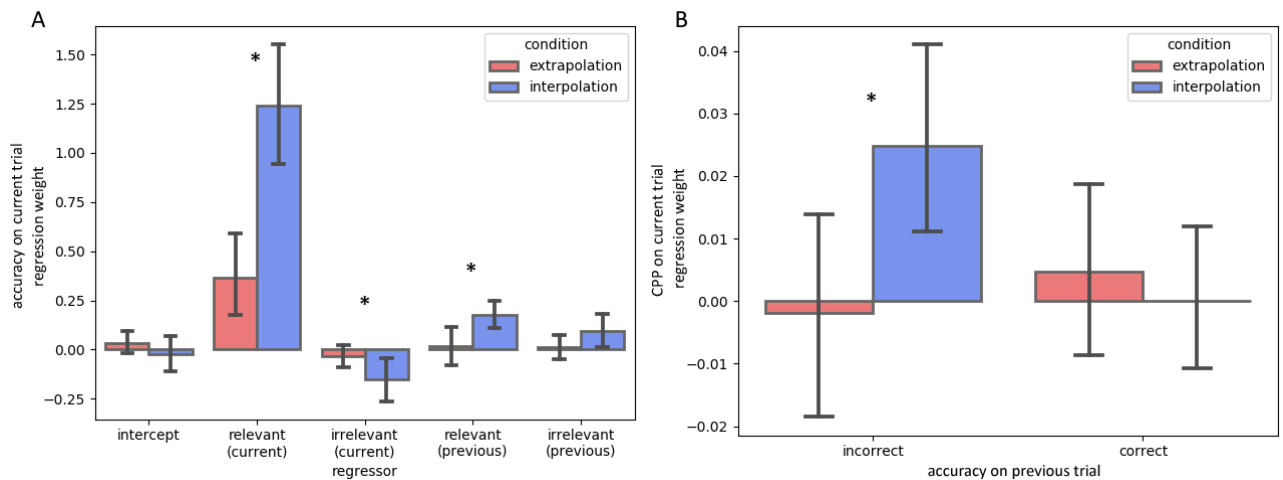 A
accuracy on current trial
regression weight
1.50
1.25
1.00
0.75
0.50
0.25
0.00
−0.25
*
*
*
condition
extrapolation
interpolation
intercept
relevant
(current)
irrelevant
(current)
relevant
(previous)
irrelevant
(previous)
regressor
B
CPP on current trial
regression weight
0.04
0.03
0.02
0.01
0.00
−0.01
−0.02
*
condition
extrapolation
interpolation
incorrect
correct
accuracy on previous trial